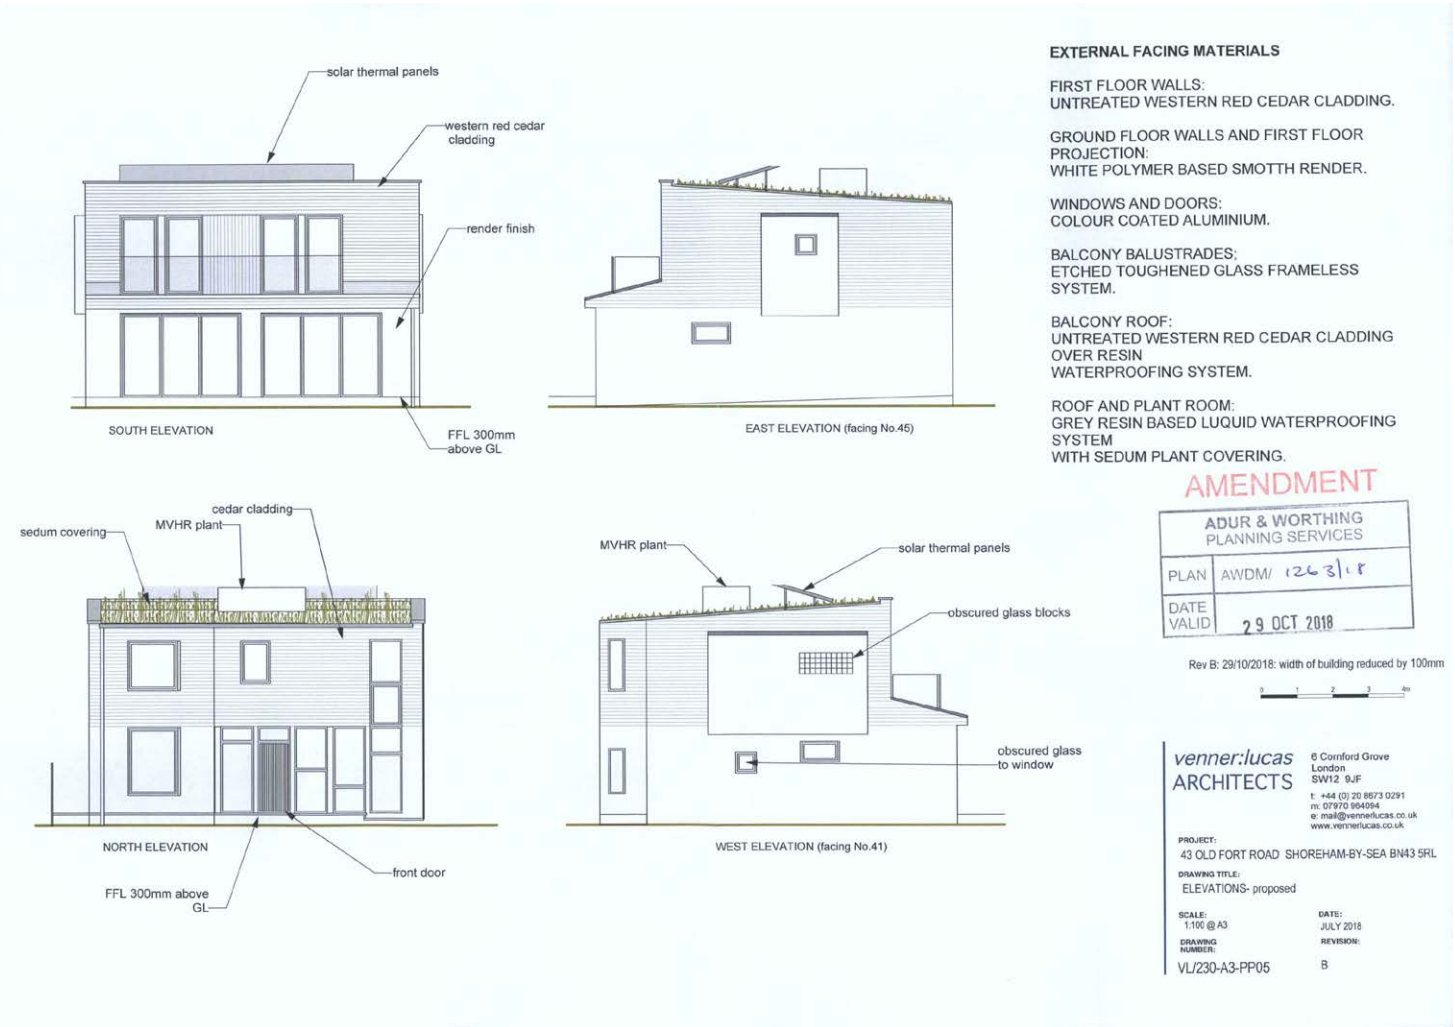 solar thermal panels
western red cedar
cladding
render finish
SOUTH ELEVATION
FFL 300mm
above GL
EAST ELEVATION (facing No.45)
cedar cladding
MVHR plant
sedum covering
NORTH ELEVATION
front door
FFL 300mm above
GL
MVHR plant
solar thermal panels
obscured glass blocks
obscured glass
to window
WEST ELEVATION (facing No.41)
EXTERNAL FACING MATERIALS
FIRST FLOOR WALLS:
UNTREATED WESTERN RED CEDAR CLADDING.
GROUND FLOOR WALLS AND FIRST FLOOR
PROJECTION:
WHITE POLYMER BASED SMOTTH RENDER.
WINDOWS AND DOORS:
COLOUR COATED ALUMINIUM.
BALCONY BALUSTRADES;
ETCHED TOUGHENED GLASS FRAMELESS
SYSTEM.
BALCONY ROOF:
UNTREATED WESTERN RED CEDAR CLADDING
OVER RESIN
WATERPROOFING SYSTEM.
ROOF AND PLANT ROOM:
GREY RESIN BASED LUQUID WATERPROOFING
SYSTEM
WITH SEDUM PLANT COVERING.
AMENDMENT
ADUR & WORTHING
PLANNING SERVICES
PLAN AWDM/ 1263/18
DATE
VALID 29 OCT 2018
Rev B: 29/10/2018: width of building reduced by 100mm
0 1 2 3 4m
venner:lucas
ARCHITECTS
6 Cornford Grove
London
SW12 9JF
t: +44 (0) 20 8673 0291
m: 07970 964094
e: mail@vennerlucas.co.uk
www.vennerlucas.co.uk
PROJECT:
43 OLD FORT ROAD SHOREHAM-BY-SEA BN43 5RL
DRAWING TITLE:
ELEVATIONS- proposed
SCALE:
1:100 @ A3
DATE:
JULY 2018
DRAWING
NUMBER:
VL/230-A3-PP05
REVISION:
B